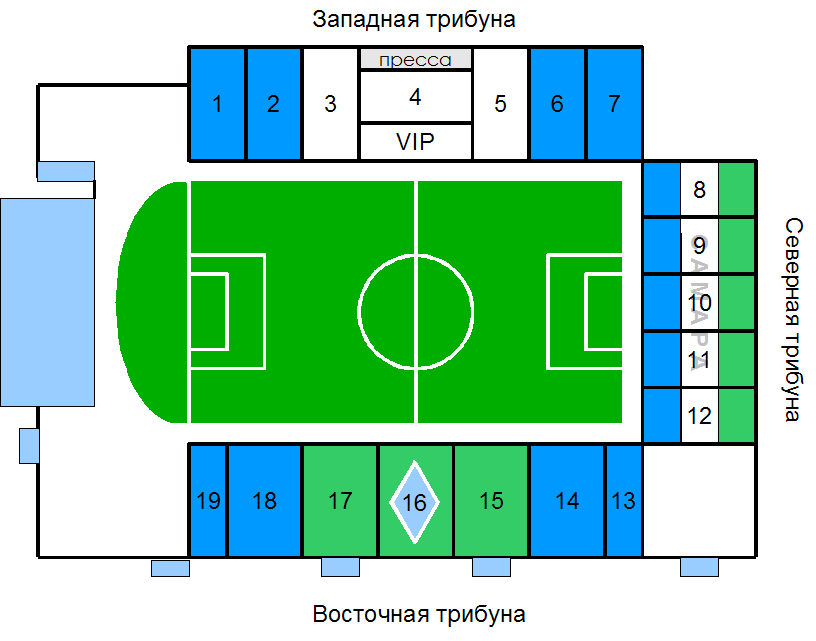 Западная трибуна
пресса
1 2 3 4 5 6 7
VIP
8
9
10
11
12
САМАРА
Северная трибуна
19 18 17 16 15 14 13
Восточная трибуна